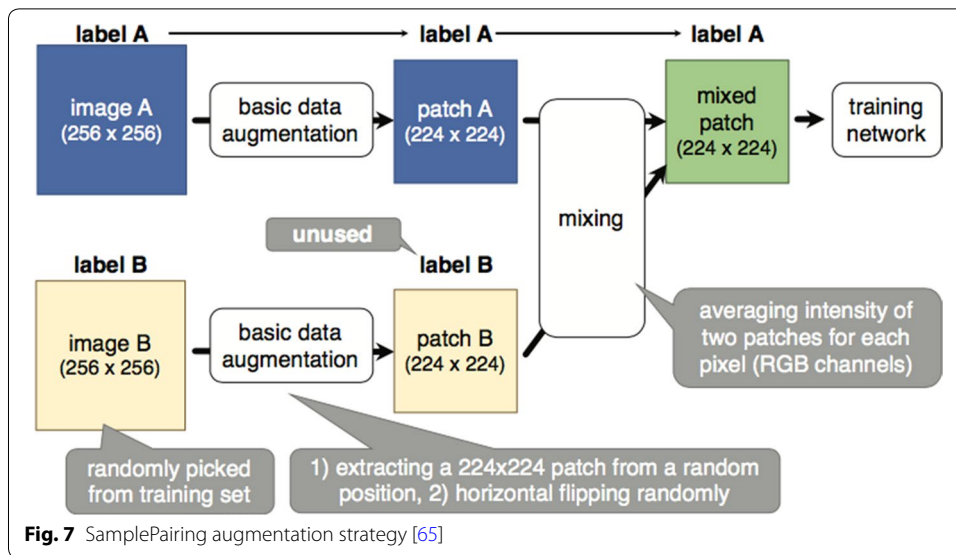 label A
label A
label A
image A
(256 x 256)
basic data
augmentation
patch A
(224 x 224)
mixed
patch
(224 x 224)
training
network
mixing
unused
label B
label B
image B
(256 x 256)
basic data
augmentation
patch B
(224 x 224)
averaging intensity of
two patches for each
pixel (RGB channels)
randomly picked
from training set
1) extracting a 224x224 patch from a random
position, 2) horizontal flipping randomly
Fig. 7 SamplePairing augmentation strategy [65]